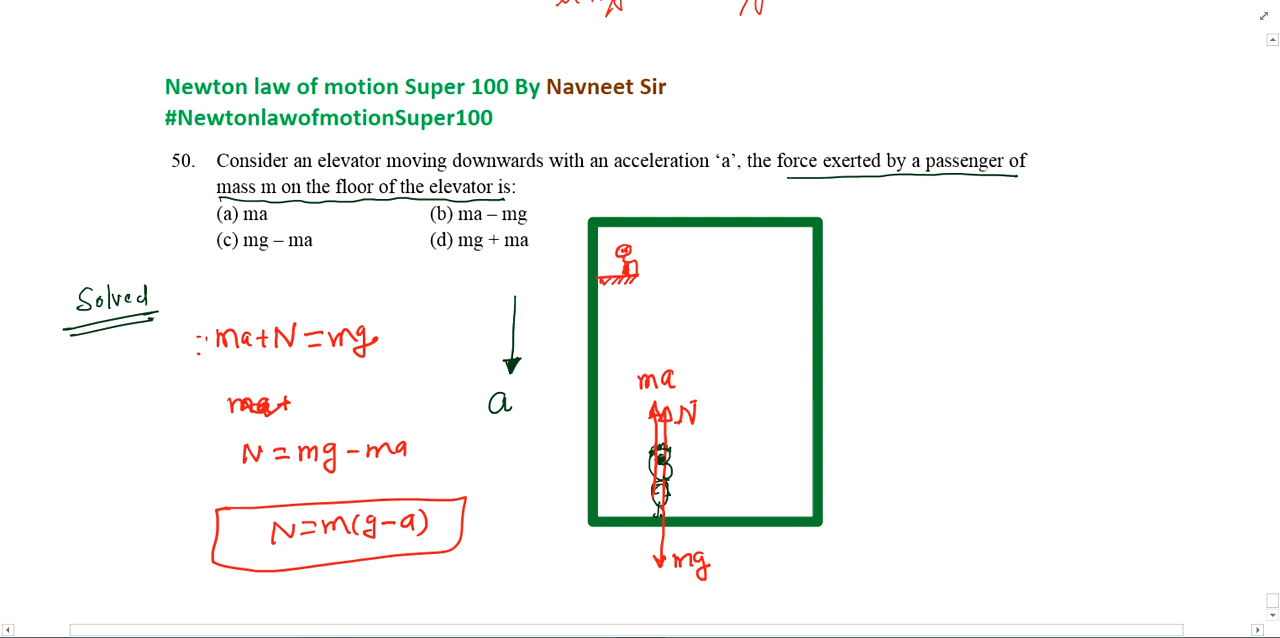 Newton law of motion Super 100 By Navneet Sir
#NewtonlawofmotionSuper100
50. Consider an elevator moving downwards with an acceleration ‘a’, the force exerted by a passenger of
mass m on the floor of the elevator is:
(a) ma (b) ma – mg
(c) mg – ma (d) mg + ma
Solved
∵ ma+N=mg
ma+
N=mg-ma
N=m(g-a)
a
ma
N
mg